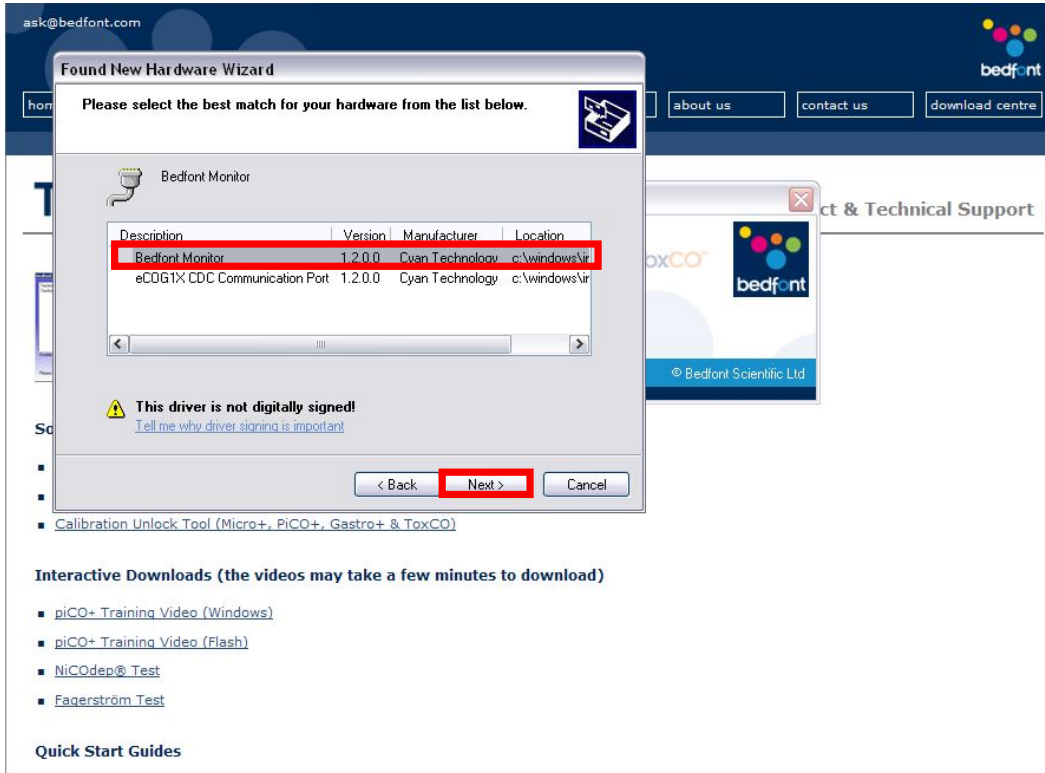 ask@bedfont.com
bedfont
Found New Hardware Wizard
Please select the best match for your hardware from the list below.
about us
contact us
download centre
Bedfont Monitor
Description Version Manufacturer Location
Bedfont Monitor 1.2.0.0 Cyan Technology c:\windows\ir
eCOG1X CDC Communication Port 1.2.0.0 Cyan Technology c:\windows\ir
ct & Technical Support
oxCO™
bedfont
© Bedfont Scientific Ltd
This driver is not digitally signed!
Tell me why driver signing is important
< Back Next > Cancel
Calibration Unlock Tool (Micro+, PiCO+, Gastro+ & ToxCO)
Interactive Downloads (the videos may take a few minutes to download)
piCO+ Training Video (Windows)
piCO+ Training Video (Flash)
NiCOdep® Test
Fagerström Test
Quick Start Guides